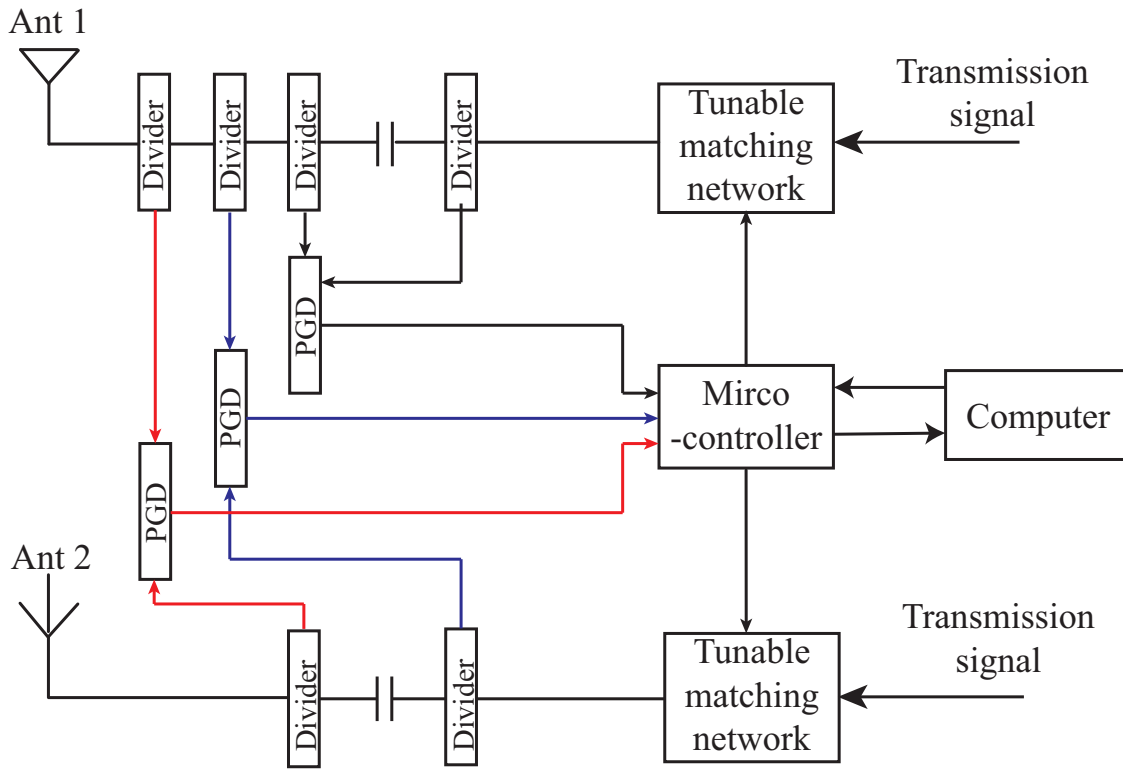 Ant 1
Divider
Divider
Divider
Divider
Tunable
matching
network
Transmission
signal
PGD
PGD
PGD
Mirco
-controller
Computer
Ant 2
Divider
Divider
Tunable
matching
network
Transmission
signal